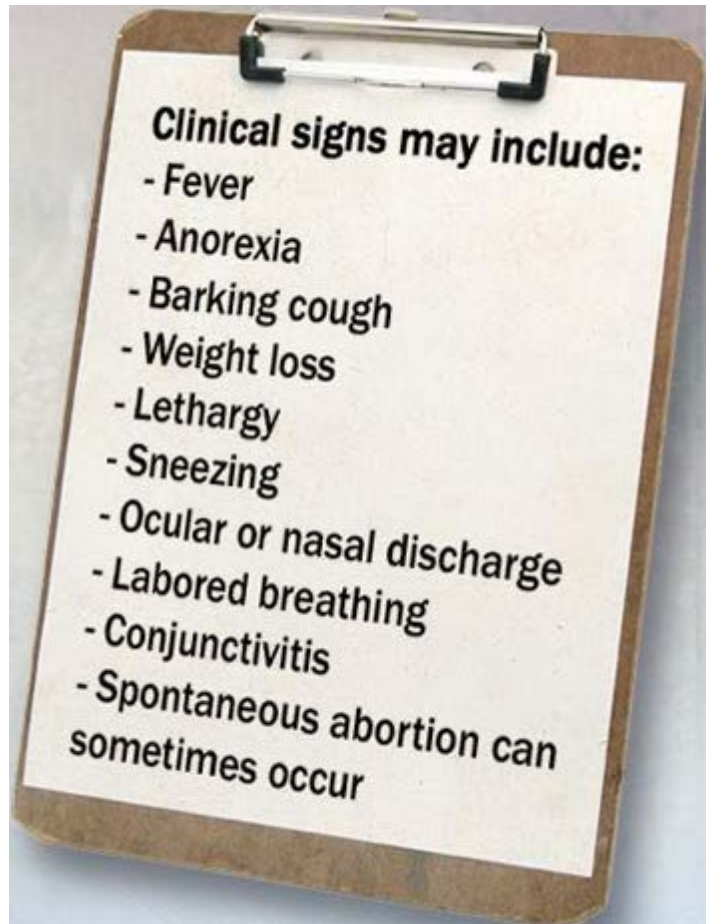 Clinical signs may include:
- Fever
- Anorexia
- Barking cough
- Weight loss
- Lethargy
- Sneezing
- Ocular or nasal discharge
- Labored breathing
- Conjunctivitis
- Spontaneous abortion can
sometimes occur